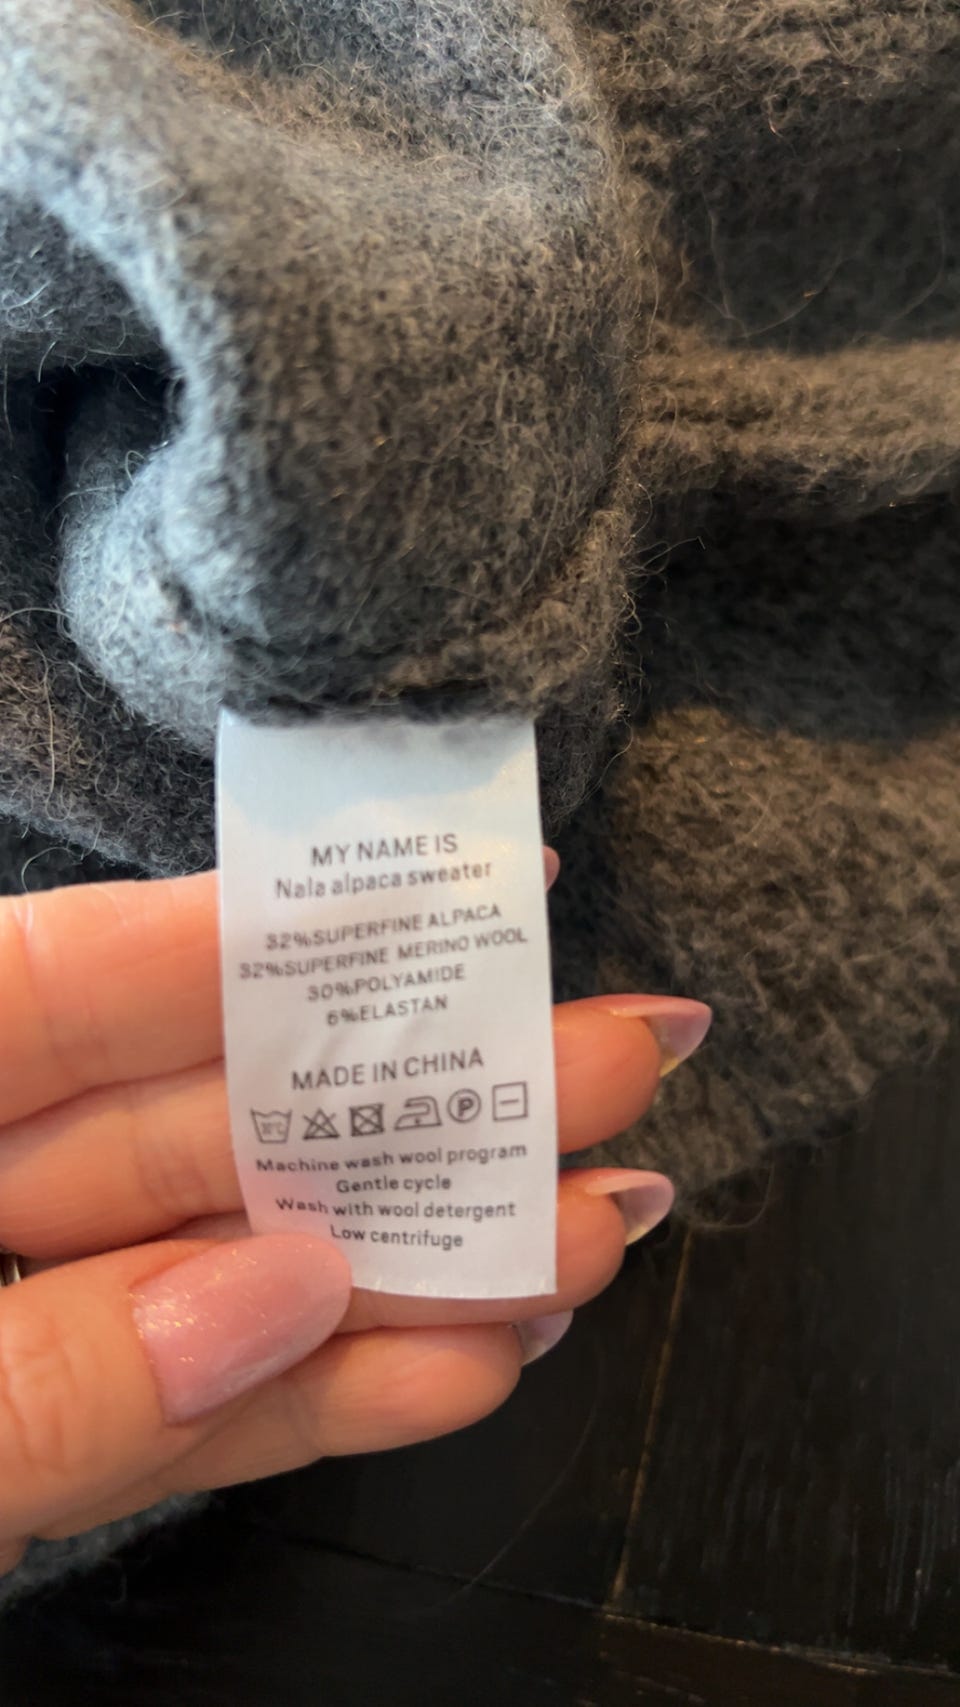 MY NAME IS
Nala alpaca sweater
32%SUPERFINE ALPACA
32%SUPERFINE MERINO WOOL
30%POLYAMIDE
6%ELASTAN
MADE IN CHINA
30°C P
Machine wash wool program
Gentle cycle
Wash with wool detergent
Low centrifuge